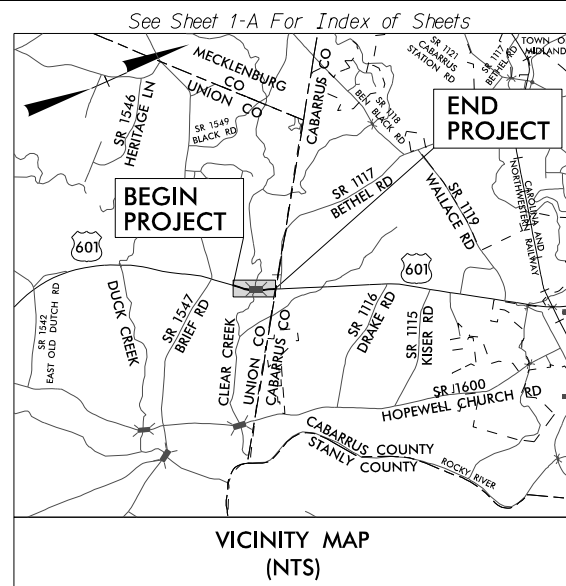 See Sheet 1-A For Index of Sheets
MECKLENBURG
CO
UNION CO
CABARRUS CO
SR 1121
CABARRUS
STATION RD
SR 1117
BETHEL RD
TOWN O
MIDLAN
SR 1546
HERITAGE LN
SR 1549
BLACK RD
SR 1118
BEN BLACK RD
END
PROJECT
BEGIN
PROJECT
SR 1117
BETHEL RD
SR 1119
WALLACE RD
CAROLINA AND
NORTHWESTERN RAILWAY
601
601
SR 1542
EAST OLD DUTCH RD
DUCK CREEK
SR 1547
BRIEF RD
CLEAR CREEK
UNION CO
CABARRUS CO
SR 1116
DRAKE RD
SR 1115
KISER RD
SR 1600
HOPEWELL CHURCH RD
CABARRUS COUNTY
STANLY COUNTY
ROCKY RIVER
VICINITY MAP
(NTS)